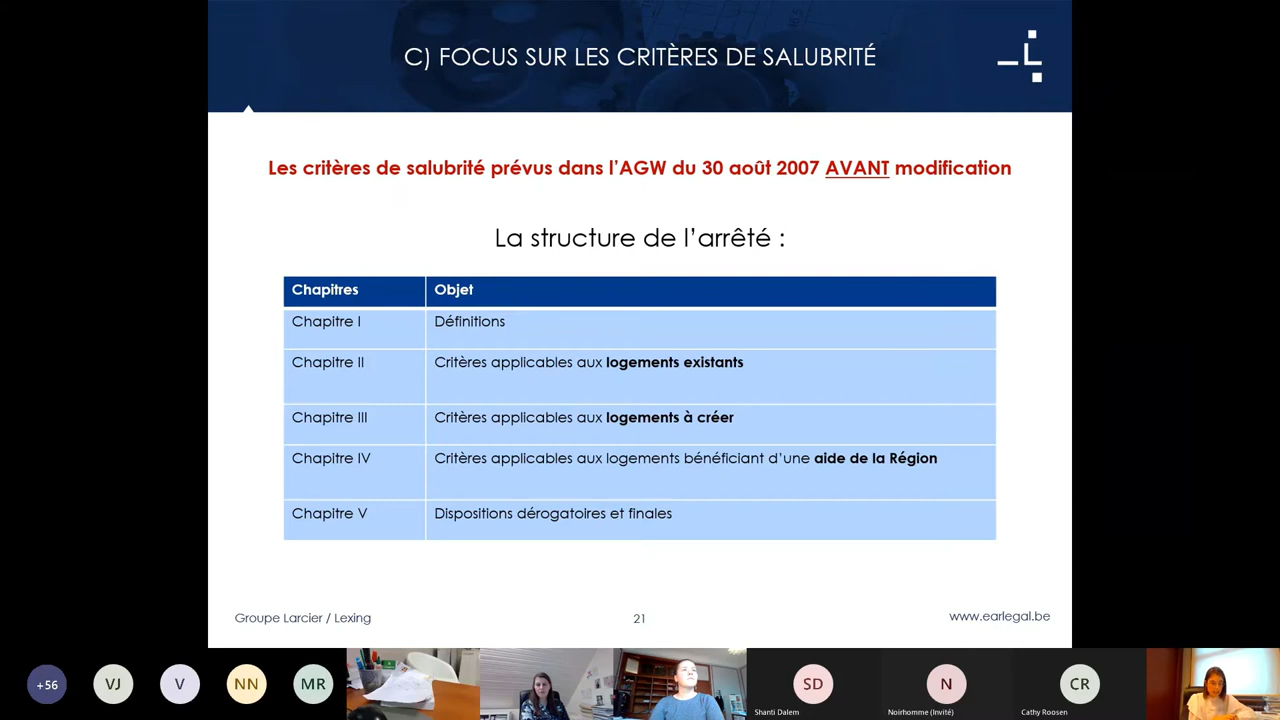 C) FOCUS SUR LES CRITÈRES DE SALUBRITÉ
Les critères de salubrité prévus dans l’AGW du 30 août 2007 AVANT modification
La structure de l’arrêté :
Chapitres Objet
Chapitre I Définitions
Chapitre II Critères applicables aux logements existants
Chapitre III Critères applicables aux logements à créer
Chapitre IV Critères applicables aux logements bénéficiant d’une aide de la Région
Chapitre V Dispositions dérogatoires et finales
Groupe Larcier / Lexing 21 www.earlegal.be
+56 VJ V NN MR SD N CR
Shanti Dalem Noirhomme (Invité) Cathy Roosen